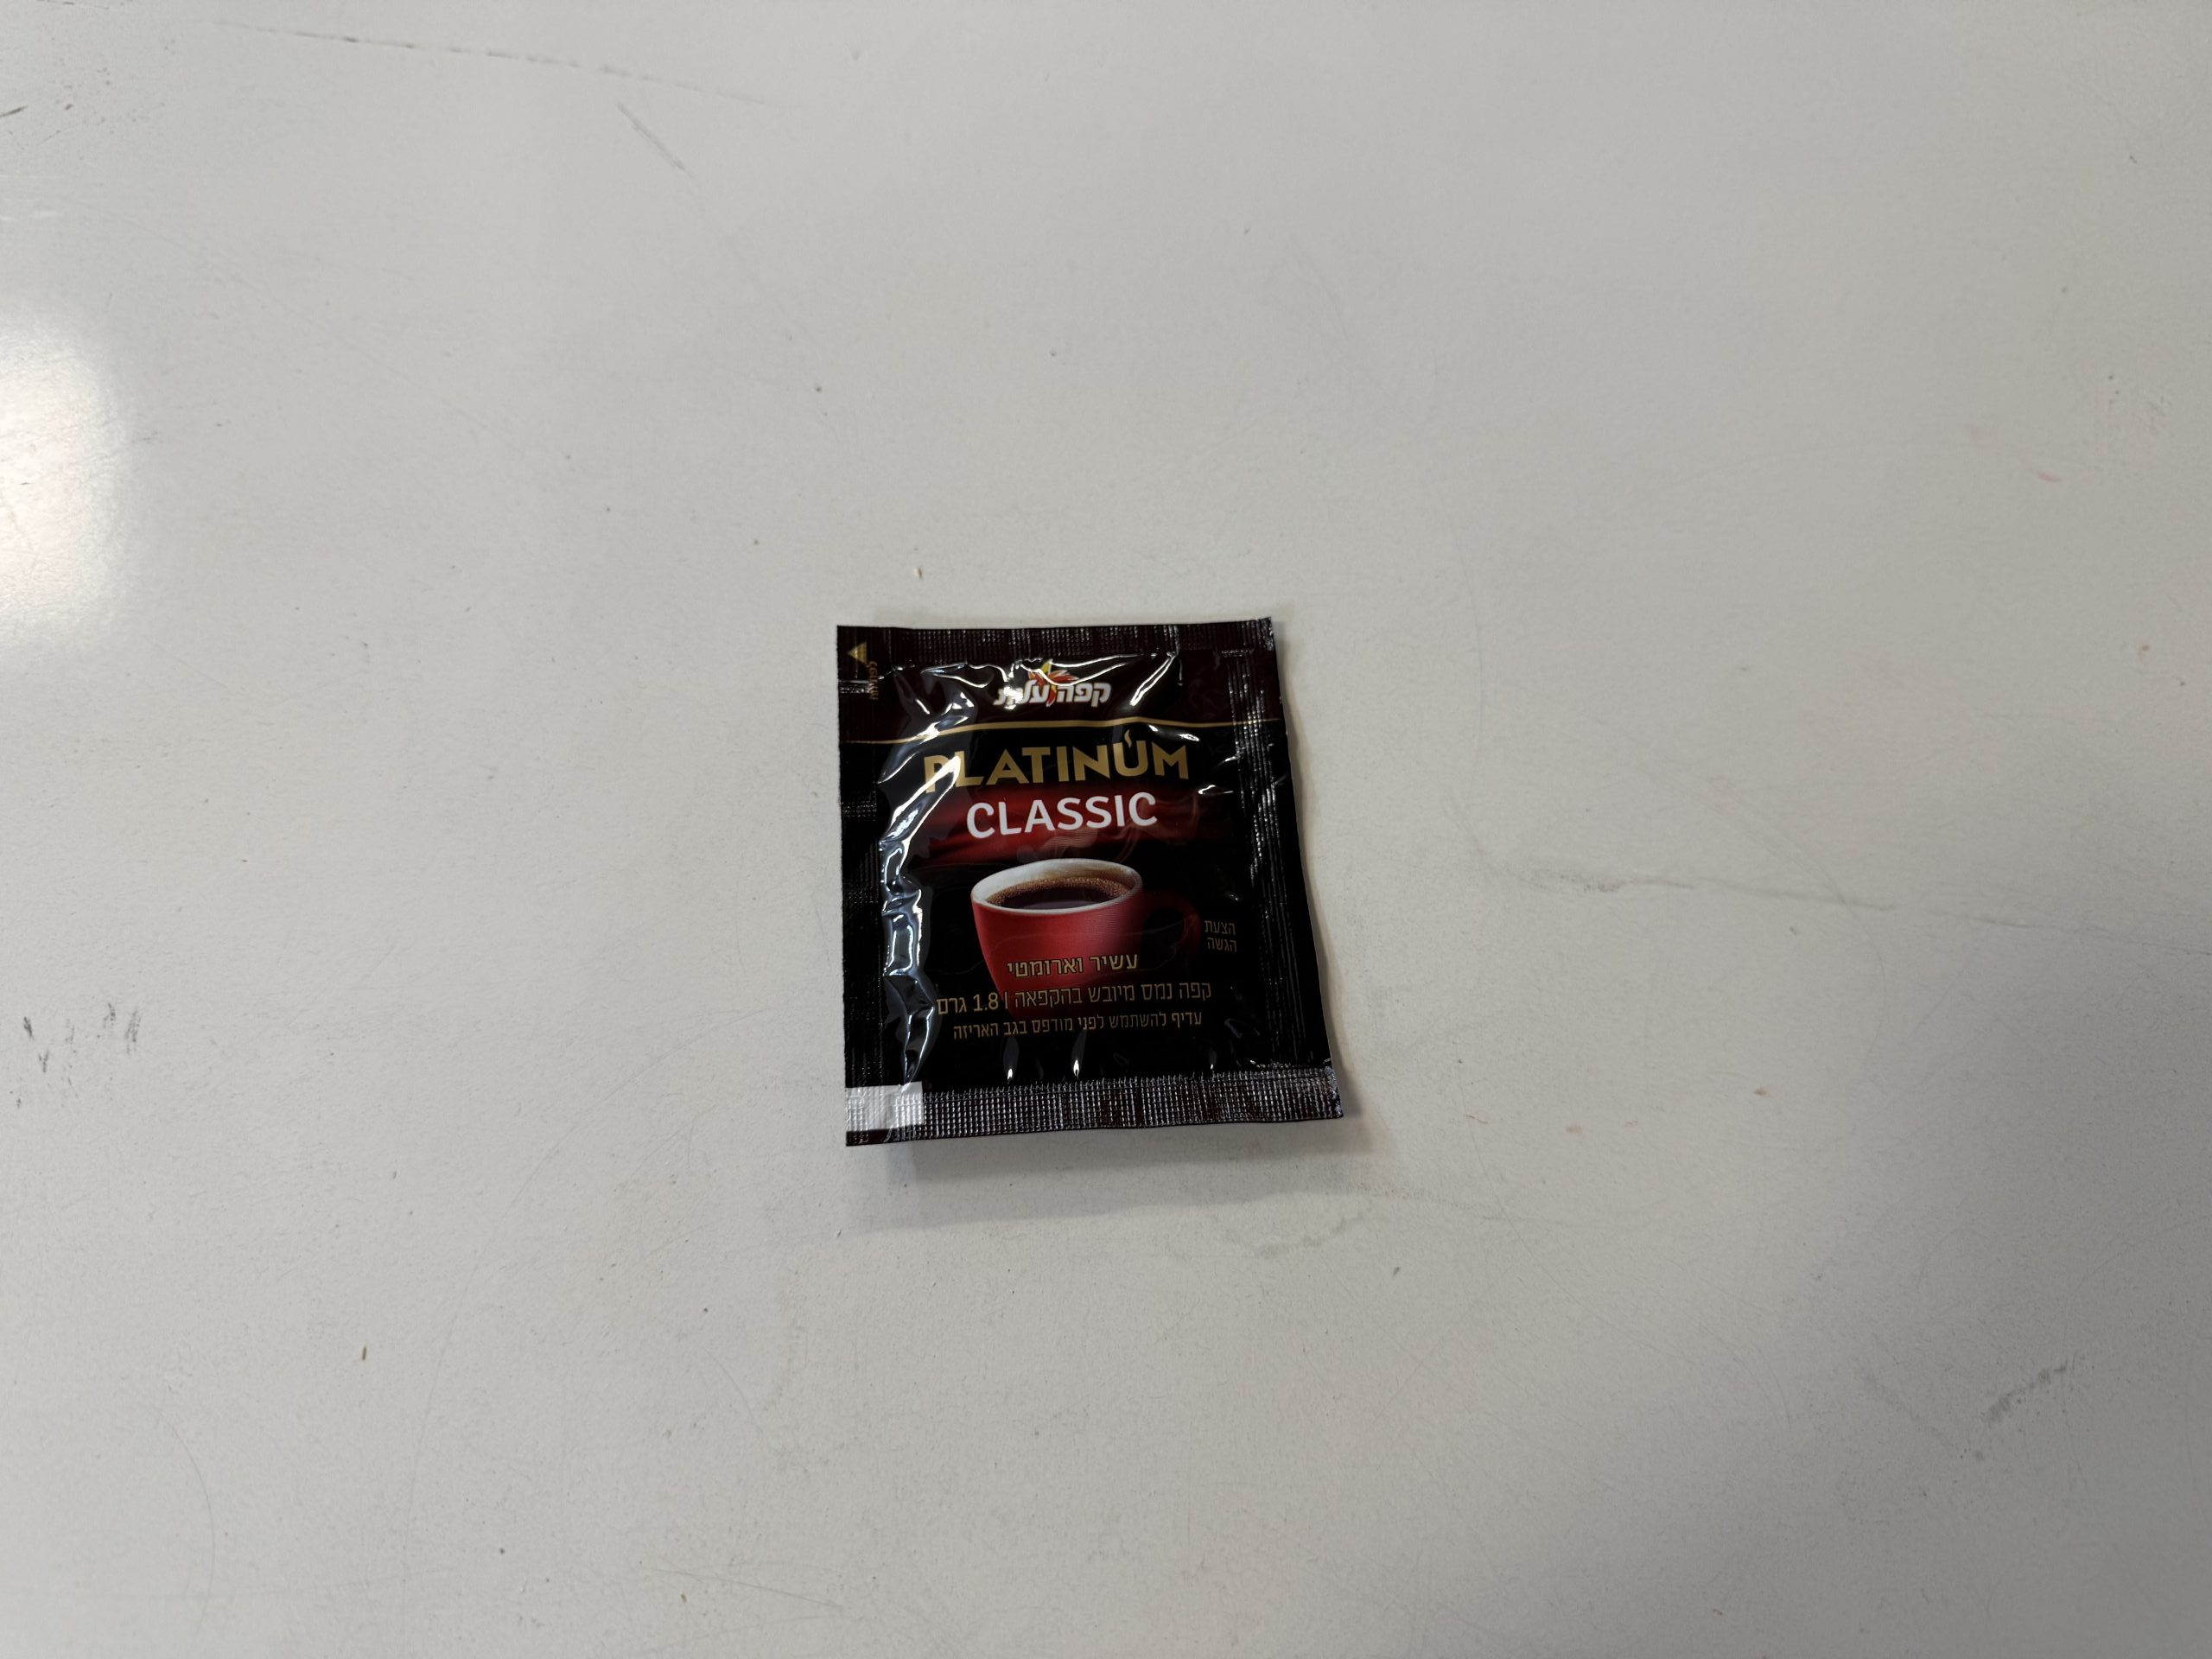 קפה עלית
PLATINUM
CLASSIC
הצעת
הגשה
עשיר וארומטי
קפה נמס מיובש בהקפאה | 1.8 גרם
עדיף להשתמש לפני מודפס בגב האריזה